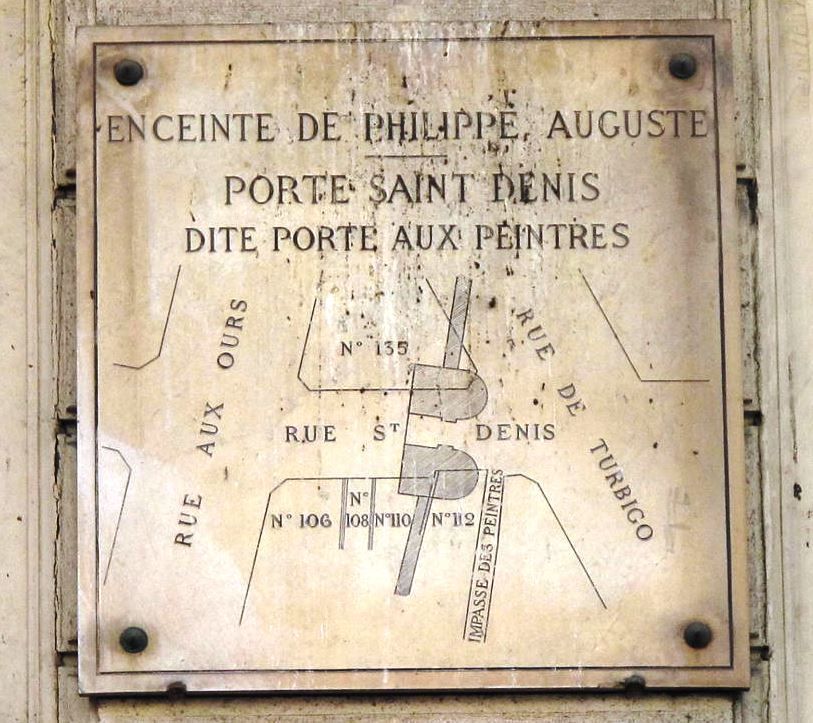 ENCEINTE DE PHILIPPE AUGUSTE
PORTE SAINT DENIS
DITE PORTE AUX PEINTRES
RUE AUX OURS
N° 135
RUE DE TURBIGO
RUE ST DENIS
N° 106
N° 108
N° 110
N° 112
IMPASSE DES PEINTRES